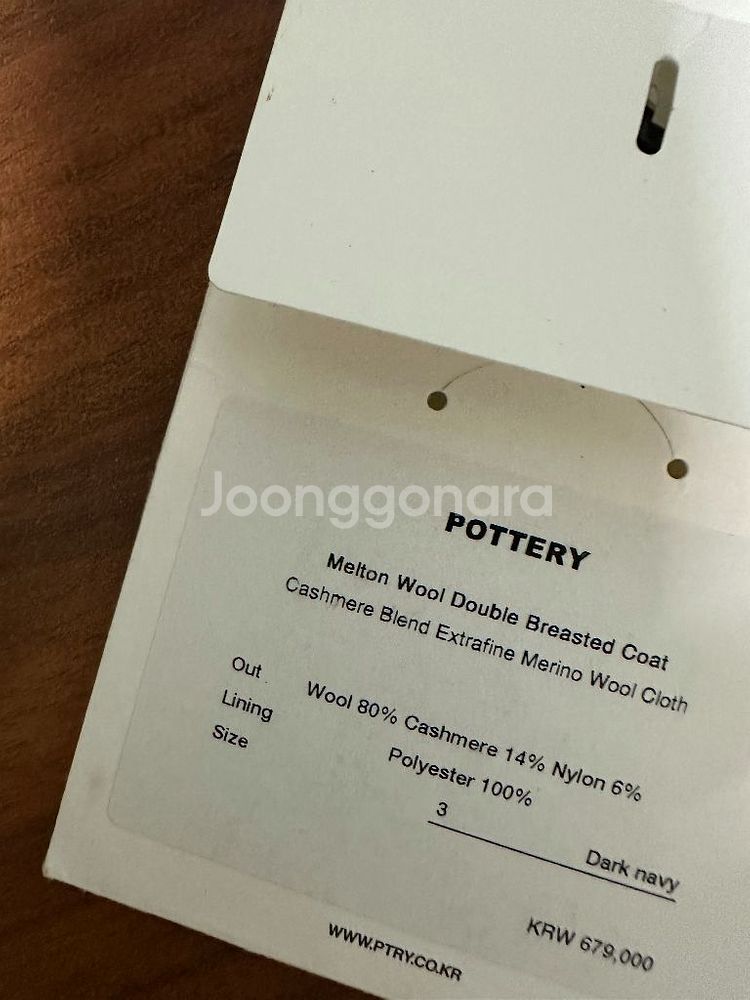 Joonggonara
POTTERY
Melton Wool Double Breasted Coat
Cashmere Blend Extrafine Merino Wool Cloth
Out Wool 80% Cashmere 14% Nylon 6%
Lining Polyester 100%
Size 3
Dark navy
KRW 679,000
WWW.PTRY.CO.KR